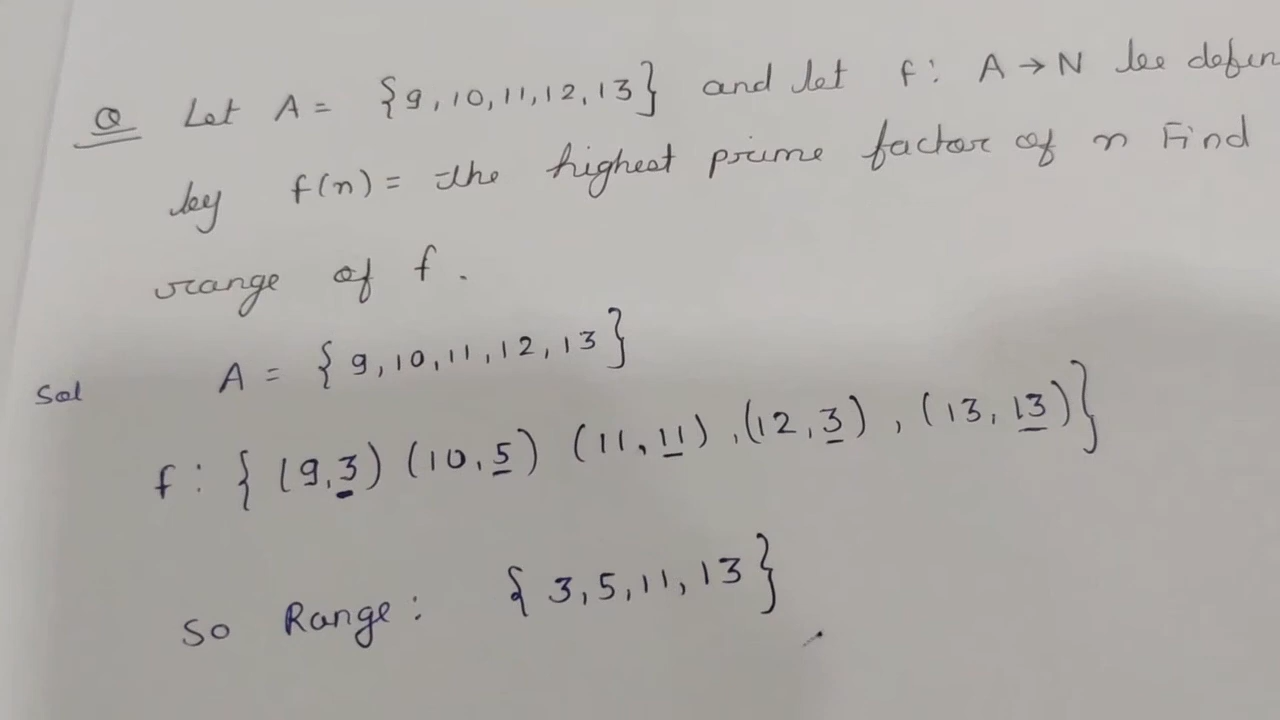 Q Let A = {9, 10, 11, 12, 13} and let f: A → N be defin
by f(n) = the highest prime factor of n Find
range of f.
Sol A = {9, 10, 11, 12, 13}
f: {(9, 3) (10, 5) (11, 11), (12, 3), (13, 13)}
So Range: {3, 5, 11, 13}